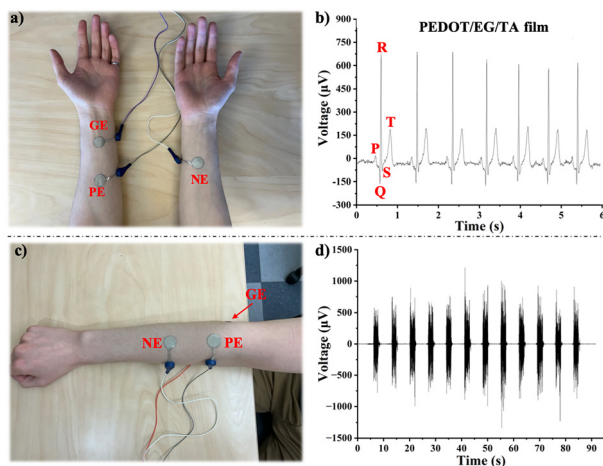 a)
GE
PE
NE
b)
PEDOT/EG/TA film
Voltage (µV)
900
750
600
450
300
150
0
-150
-300
R
T
P
S
Q
0 1 2 3 4 5 6
Time (s)
c)
GE
NE
PE
d)
Voltage (µV)
1500
1000
500
0
-500
-1000
-1500
0 10 20 30 40 50 60 70 80 90
Time (s)